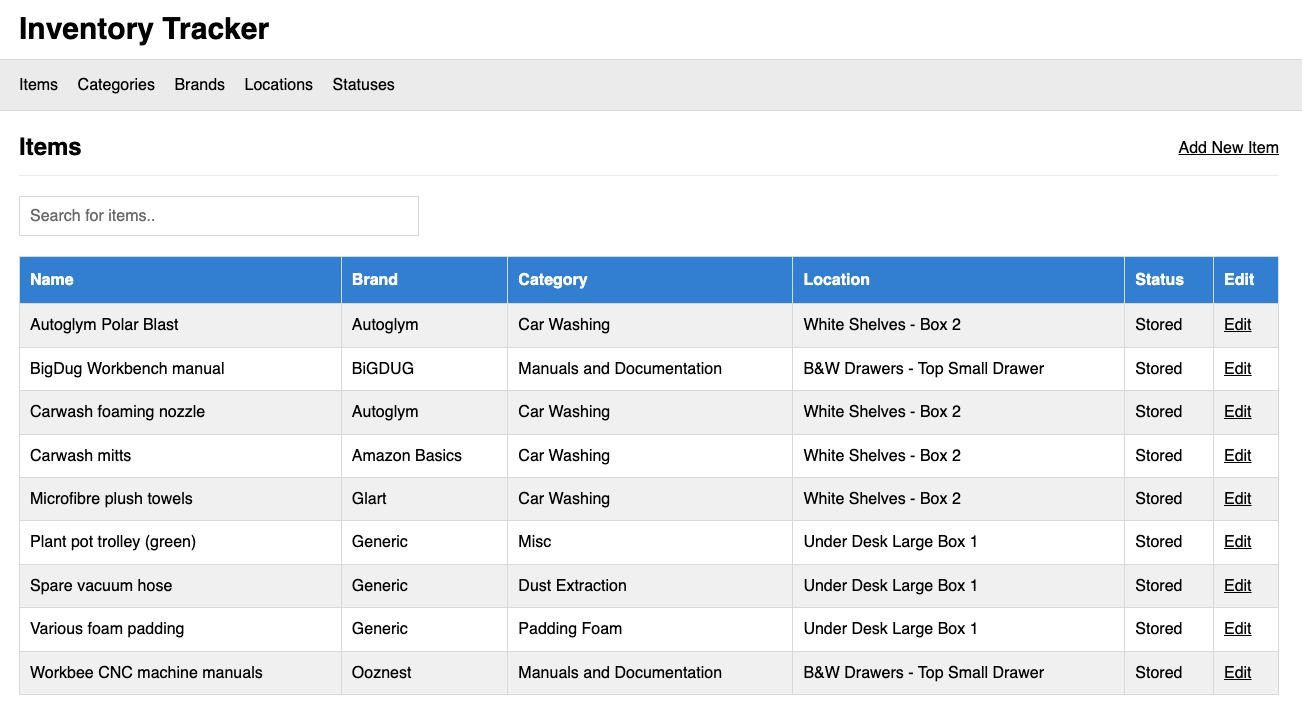 Inventory Tracker
Items Categories Brands Locations Statuses
Items Add New Item
Search for items..
Name Brand Category Location Status Edit
Autoglym Polar Blast Autoglym Car Washing White Shelves - Box 2 Stored Edit
BigDug Workbench manual BiGDUG Manuals and Documentation B&W Drawers - Top Small Drawer Stored Edit
Carwash foaming nozzle Autoglym Car Washing White Shelves - Box 2 Stored Edit
Carwash mitts Amazon Basics Car Washing White Shelves - Box 2 Stored Edit
Microfibre plush towels Glart Car Washing White Shelves - Box 2 Stored Edit
Plant pot trolley (green) Generic Misc Under Desk Large Box 1 Stored Edit
Spare vacuum hose Generic Dust Extraction Under Desk Large Box 1 Stored Edit
Various foam padding Generic Padding Foam Under Desk Large Box 1 Stored Edit
Workbee CNC machine manuals Ooznest Manuals and Documentation B&W Drawers - Top Small Drawer Stored Edit